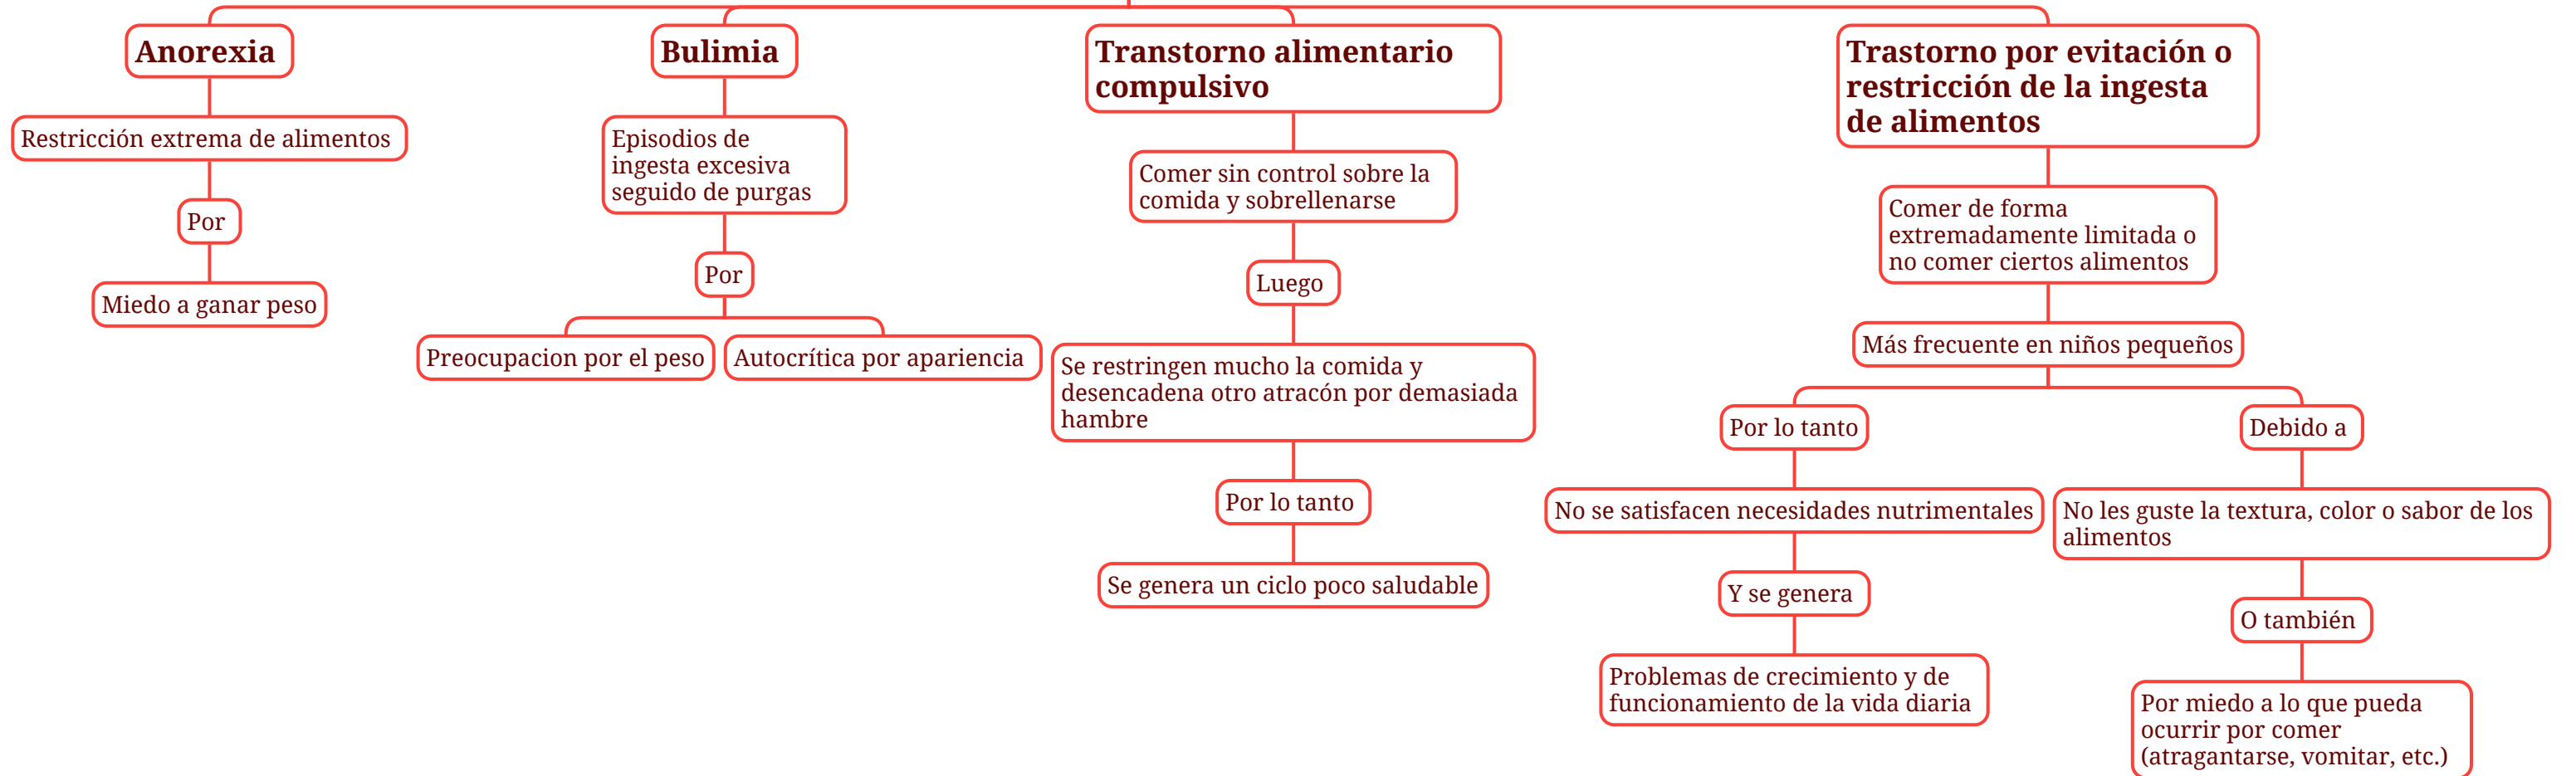 Anorexia
Restricción extrema de alimentos
Por
Miedo a ganar peso
Bulimia
Episodios de
ingesta excesiva
seguido de purgas
Por
Preocupacion por el peso
Autocrítica por apariencia
Transtorno alimentario
compulsivo
Comer sin control sobre la
comida y sobrellenarse
Luego
Se restringen mucho la comida y
desencadena otro atracón por demasiada
hambre
Por lo tanto
Se genera un ciclo poco saludable
Trastorno por evitación o
restricción de la ingesta
de alimentos
Comer de forma
extremadamente limitada o
no comer ciertos alimentos
Más frecuente en niños pequeños
Por lo tanto
No se satisfacen necesidades nutrimentales
Y se genera
Problemas de crecimiento y de
funcionamiento de la vida diaria
Debido a
No les guste la textura, color o sabor de los
alimentos
O también
Por miedo a lo que pueda
ocurrir por comer
(atragantarse, vomitar, etc.)